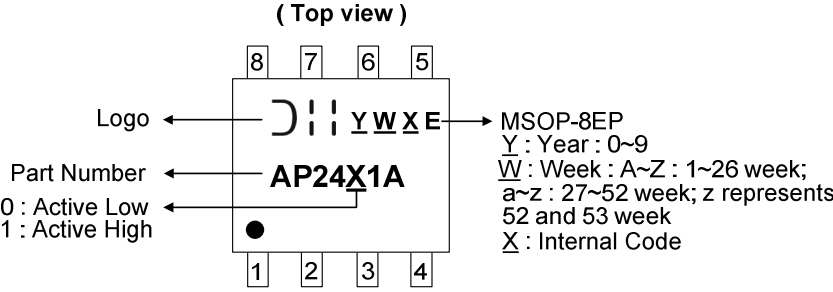 ( Top view )
8 7 6 5
Logo
Y W X E
MSOP-8EP
Y : Year : 0~9
W : Week : A~Z : 1~26 week;
a~z : 27~52 week; z represents
52 and 53 week
X : Internal Code
Part Number
AP24X1A
0 : Active Low
1 : Active High
1 2 3 4